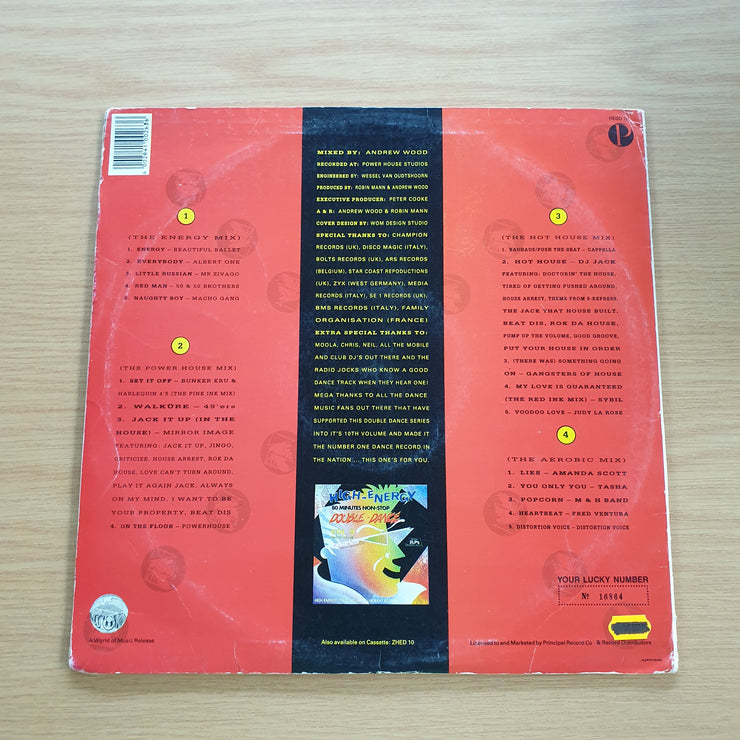 6 002641 002686
HEDD 10
P
1
(THE ENERGY MIX)
1. ENERGY – BEAUTIFUL BALLET
2. EVERYBODY – ALBERT ONE
3. LITTLE RUSSIAN – MR ZIVAGO
4. RED MAN – 50 & 50 BROTHERS
5. NAUGHTY BOY – MACHO GANG
2
(THE POWER HOUSE MIX)
1. SET IT OFF – BUNKER KRU &
HARLEQUIN 4'S (THE PINK INK MIX)
2. WALKÜRE – 49'ers
3. JACK IT UP (IN THE
HOUSE) – MIRROR IMAGE
FEATURING: JACK IT UP, JINGO,
CRITICIZE, HOUSE ARREST, ROK DA
HOUSE, LOVE CAN'T TURN AROUND,
PLAY IT AGAIN JACK, ALWAYS
ON MY MIND, I WANT TO BE
YOUR PROPERTY, BEAT DIS
4. ON THE FLOOR – POWERHOUSE
A World of Music Release
MIXED BY: ANDREW WOOD
RECORDED AT: POWER HOUSE STUDIOS
ENGINEERED BY: WESSEL VAN OUDTSHOORN
PRODUCED BY: ROBIN MANN & ANDREW WOOD
EXECUTIVE PRODUCER: PETER COOKE
A & R: ANDREW WOOD & ROBIN MANN
COVER DESIGN BY: WOM DESIGN STUDIO
SPECIAL THANKS TO: CHAMPION
RECORDS (UK), DISCO MAGIC (ITALY),
BOLTS RECORDS (UK), ARS RECORDS
(BELGIUM), STAR COAST REPODUCTIONS
(UK), ZYX (WEST GERMANY), MEDIA
RECORDS (ITALY), SE 1 RECORDS (UK),
BMS RECORDS (ITALY), FAMILY
ORGANISATION (FRANCE)
EXTRA SPECIAL THANKS TO:
MOOLA, CHRIS, NEIL, ALL THE MOBILE
AND CLUB DJ'S OUT THERE AND THE
RADIO JOCKS WHO KNOW A GOOD
DANCE TRACK WHEN THEY HEAR ONE!
MEGA THANKS TO ALL THE DANCE
MUSIC FANS OUT THERE THAT HAVE
SUPPORTED THIS DOUBLE DANCE SERIES
INTO IT'S 10TH VOLUME AND MADE IT
THE NUMBER ONE DANCE RECORD IN
THE NATION....THIS ONE'S FOR YOU.
HIGH-ENERGY
80 MINUTES NON-STOP
DOUBLE-DANCE
Also available on Cassette: ZHED 10
3
(THE HOT HOUSE MIX)
1. BAUHAUS/PUSH THE BEAT – CAPPELLA
2. HOT HOUSE – DJ JACK
FEATURING: DOCTORIN' THE HOUSE,
TIRED OF GETTING PUSHED AROUND,
HOUSE ARREST, THEME FROM S-EXPRESS,
THE JACK THAT HOUSE BUILT,
BEAT DIS, ROK DA HOUSE,
PUMP UP THE VOLUME, GOOD GROOVE,
PUT YOUR HOUSE IN ORDER
3. (THERE WAS) SOMETHING GOING
ON – GANGSTERS OF HOUSE
4. MY LOVE IS GUARANTEED
(THE RED INK MIX) – SYBIL
5. VOODOO LOVE – JUDY LA ROSE
4
(THE AEROBIC MIX)
1. LIES – AMANDA SCOTT
2. YOU ONLY YOU – TASHA
3. POPCORN – M & H BAND
4. HEARTBEAT – FRED VENTURA
5. DISTORTION VOICE – DISTORTION VOICE
YOUR LUCKY NUMBER
Nº 16864
Licensed to and Marketed by Principal Record Co & Record Distributors